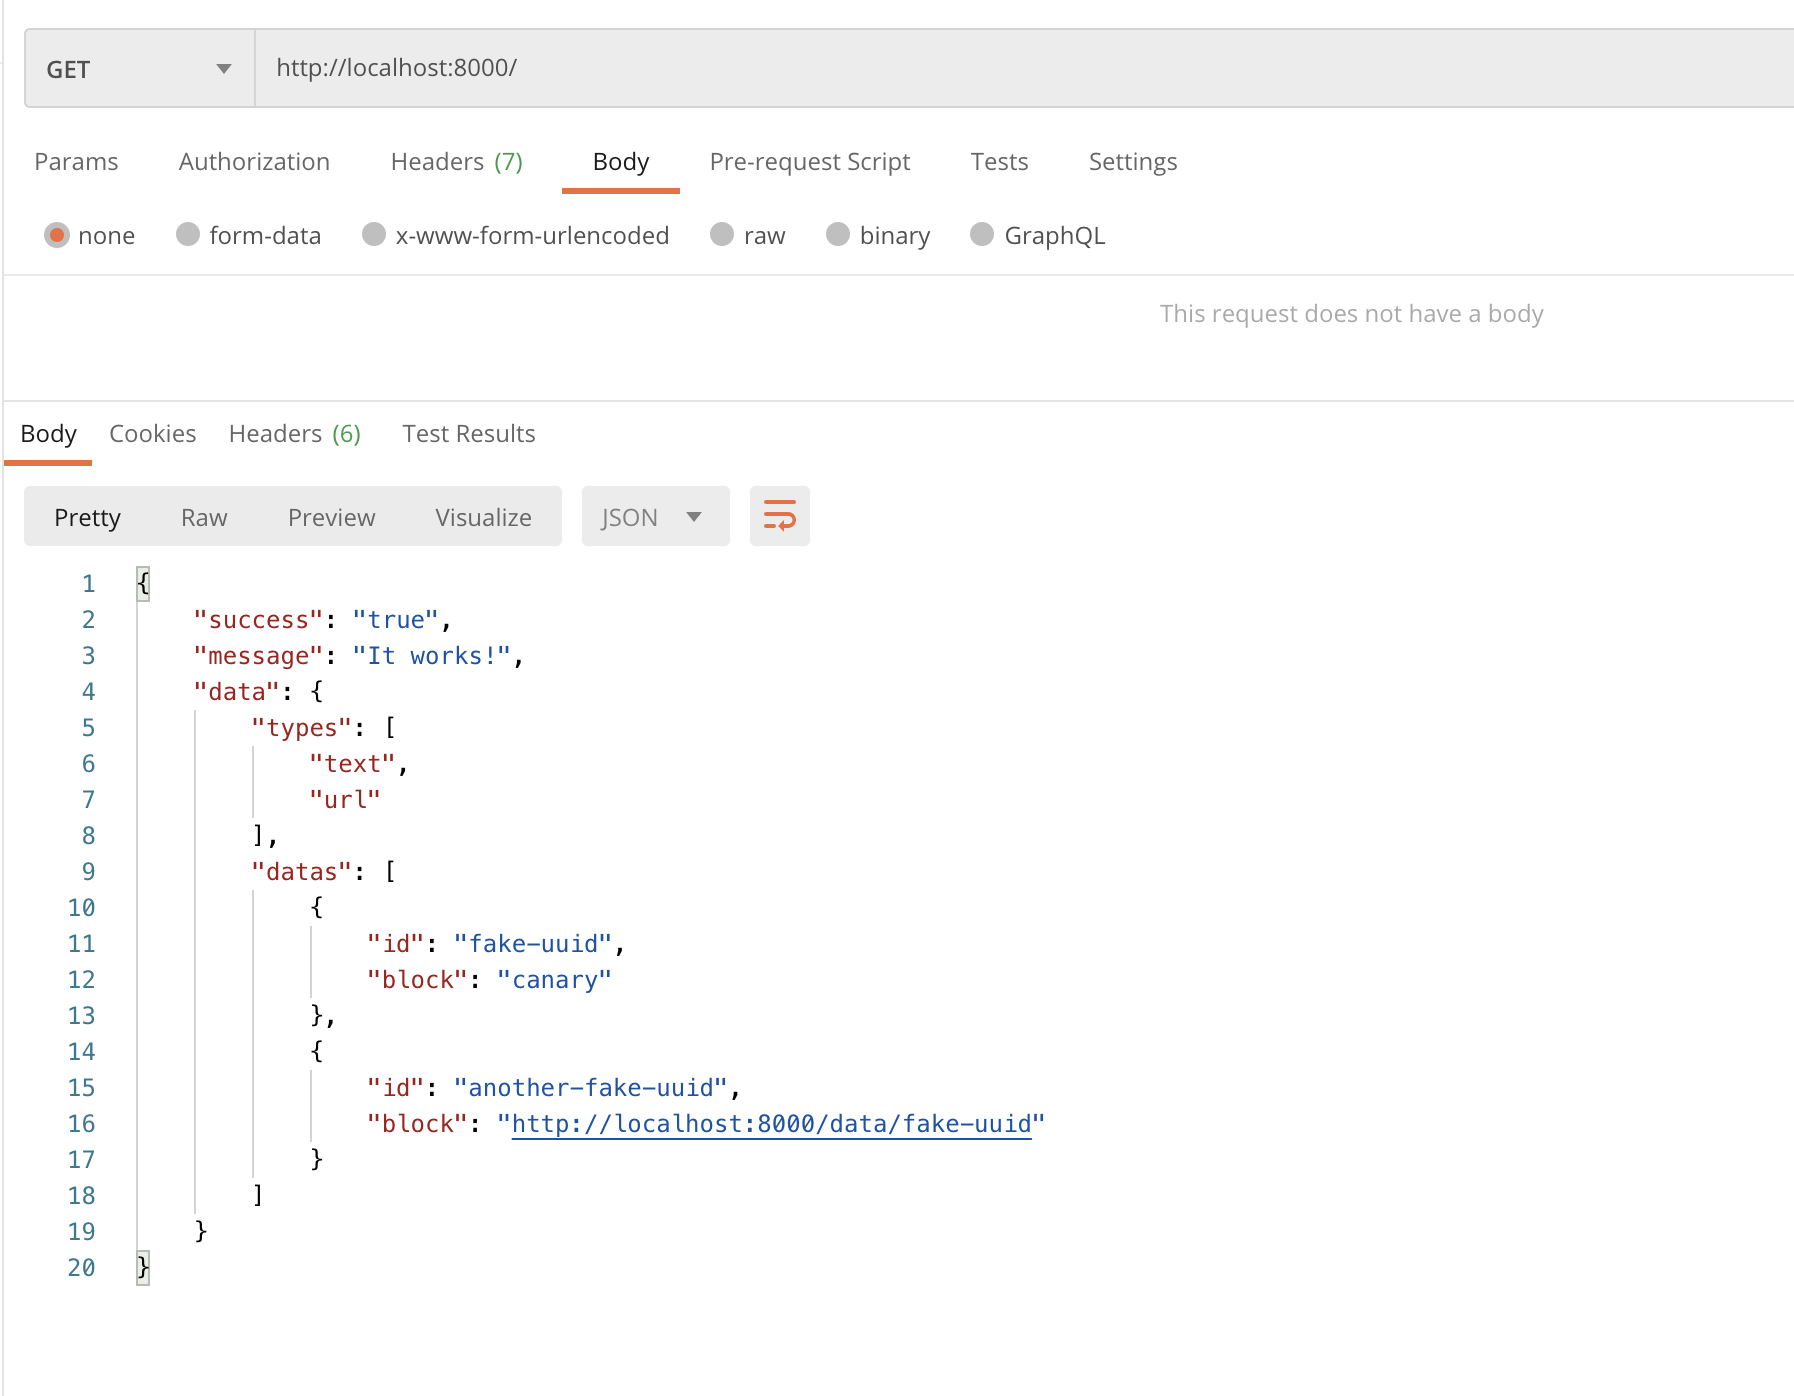 GET http://localhost:8000/
Params Authorization Headers (7) Body Pre-request Script Tests Settings
none form-data x-www-form-urlencoded raw binary GraphQL
This request does not have a body
Body Cookies Headers (6) Test Results
Pretty Raw Preview Visualize JSON
1 {
2 "success": "true",
3 "message": "It works!",
4 "data": {
5 "types": [
6 "text",
7 "url"
8 ],
9 "datas": [
10 {
11 "id": "fake-uuid",
12 "block": "canary"
13 },
14 {
15 "id": "another-fake-uuid",
16 "block": "http://localhost:8000/data/fake-uuid"
17 }
18 ]
19 }
20 }